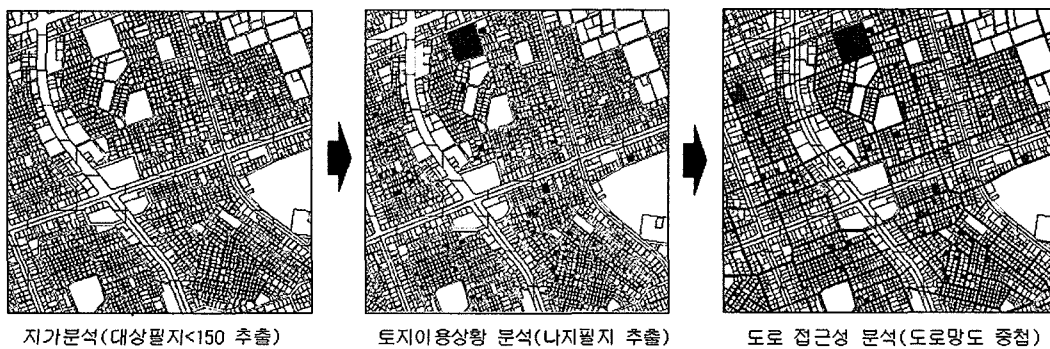 지가분석(대상필지<150 추출)
토지이용상황 분석(나지필지 추출)
도로 접근성 분석(도로망도 중첩)